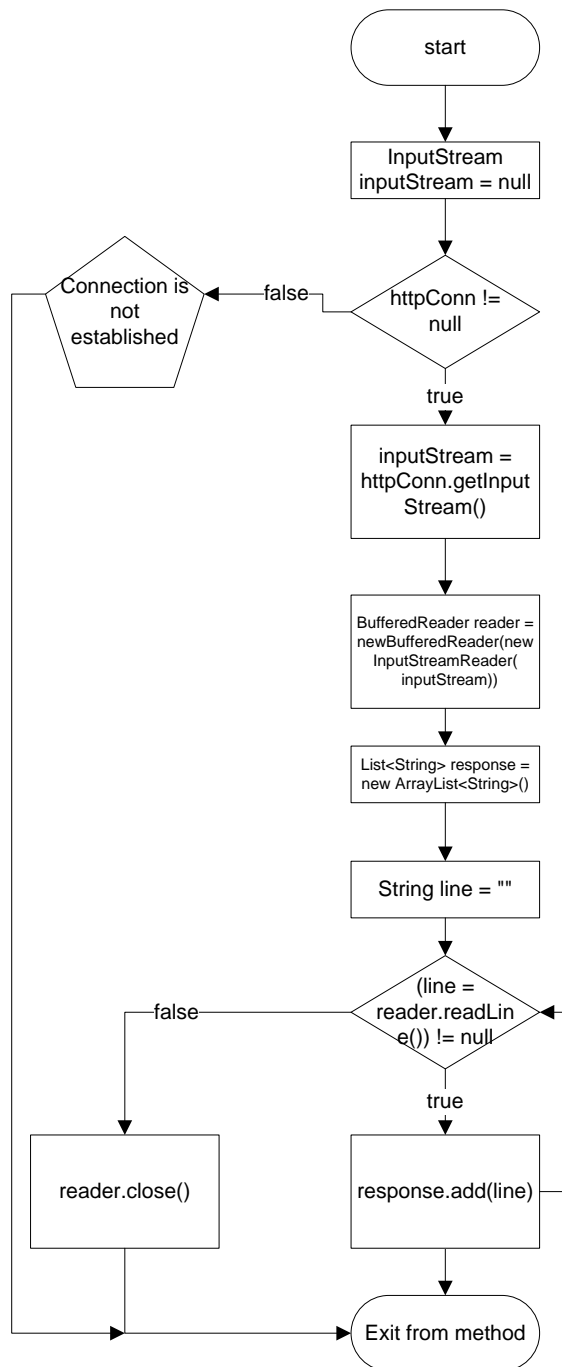 start
InputStream
inputStream = null
Connection is
not
established
false
httpConn !=
null
true
inputStream =
httpConn.getInput
Stream()
BufferedReader reader =
newBufferedReader(new
InputStreamReader(
inputStream))
List<String> response =
new ArrayList<String>()
String line = ""
(line =
reader.readLin
e()) != null
false
true
reader.close()
response.add(line)
Exit from method